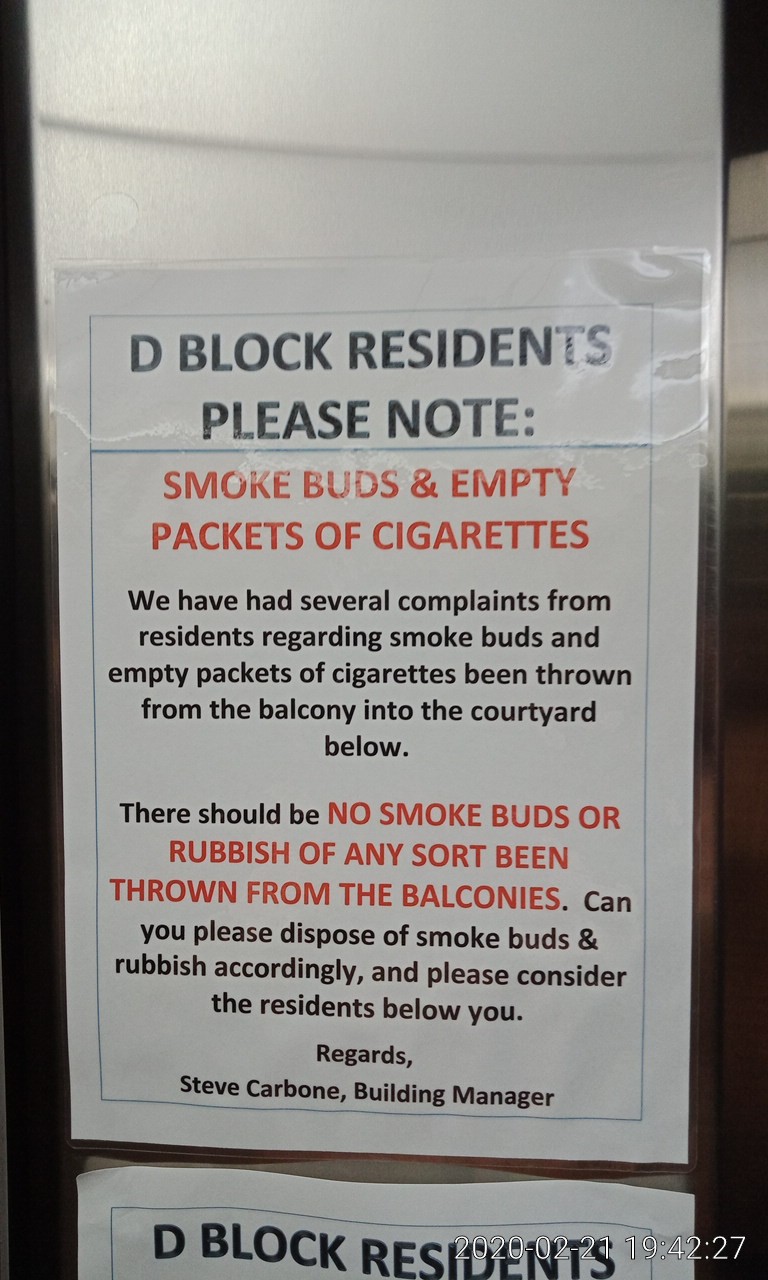 D BLOCK RESIDENTS
PLEASE NOTE:
SMOKE BUDS & EMPTY
PACKETS OF CIGARETTES
We have had several complaints from
residents regarding smoke buds and
empty packets of cigarettes been thrown
from the balcony into the courtyard
below.
There should be NO SMOKE BUDS OR
RUBBISH OF ANY SORT BEEN
THROWN FROM THE BALCONIES.  Can
you please dispose of smoke buds &
rubbish accordingly, and please consider
the residents below you.
Regards,
Steve Carbone, Building Manager
D BLOCK RESIDENTS
2020-02-21 19:42:27